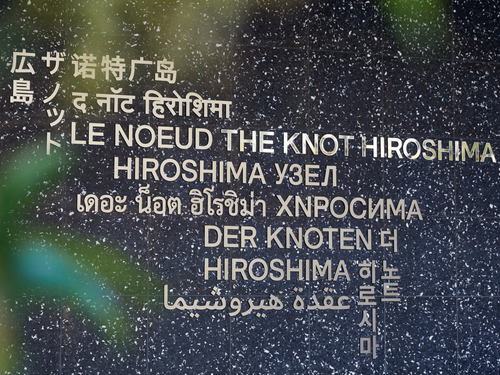 ザノット
広島
诺特广岛
द नॉट हिरोशिमा
LE NOEUD THE KNOT HIROSHIMA
HIROSHIMA УЗЕЛ
เดอะ น็อต ฮิโรชิม่า ХNРОСИМА
DER KNOTEN 더
HIROSHIMA
노트
히로시마
عقدة هيروشيما